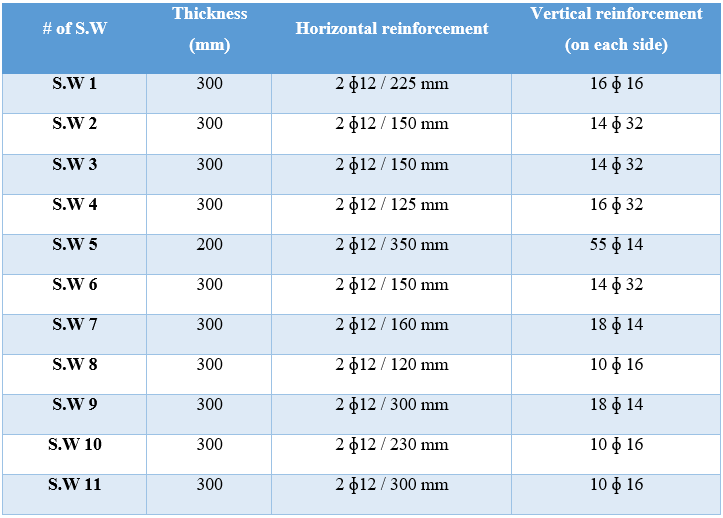 # of S.W Thickness (mm) Horizontal reinforcement Vertical reinforcement (on each side)
S.W 1 300 2 ϕ12 / 225 mm 16 ϕ 16
S.W 2 300 2 ϕ12 / 150 mm 14 ϕ 32
S.W 3 300 2 ϕ12 / 150 mm 14 ϕ 32
S.W 4 300 2 ϕ12 / 125 mm 16 ϕ 32
S.W 5 200 2 ϕ12 / 350 mm 55 ϕ 14
S.W 6 300 2 ϕ12 / 150 mm 14 ϕ 32
S.W 7 300 2 ϕ12 / 160 mm 18 ϕ 14
S.W 8 300 2 ϕ12 / 120 mm 10 ϕ 16
S.W 9 300 2 ϕ12 / 300 mm 18 ϕ 14
S.W 10 300 2 ϕ12 / 230 mm 10 ϕ 16
S.W 11 300 2 ϕ12 / 300 mm 10 ϕ 16